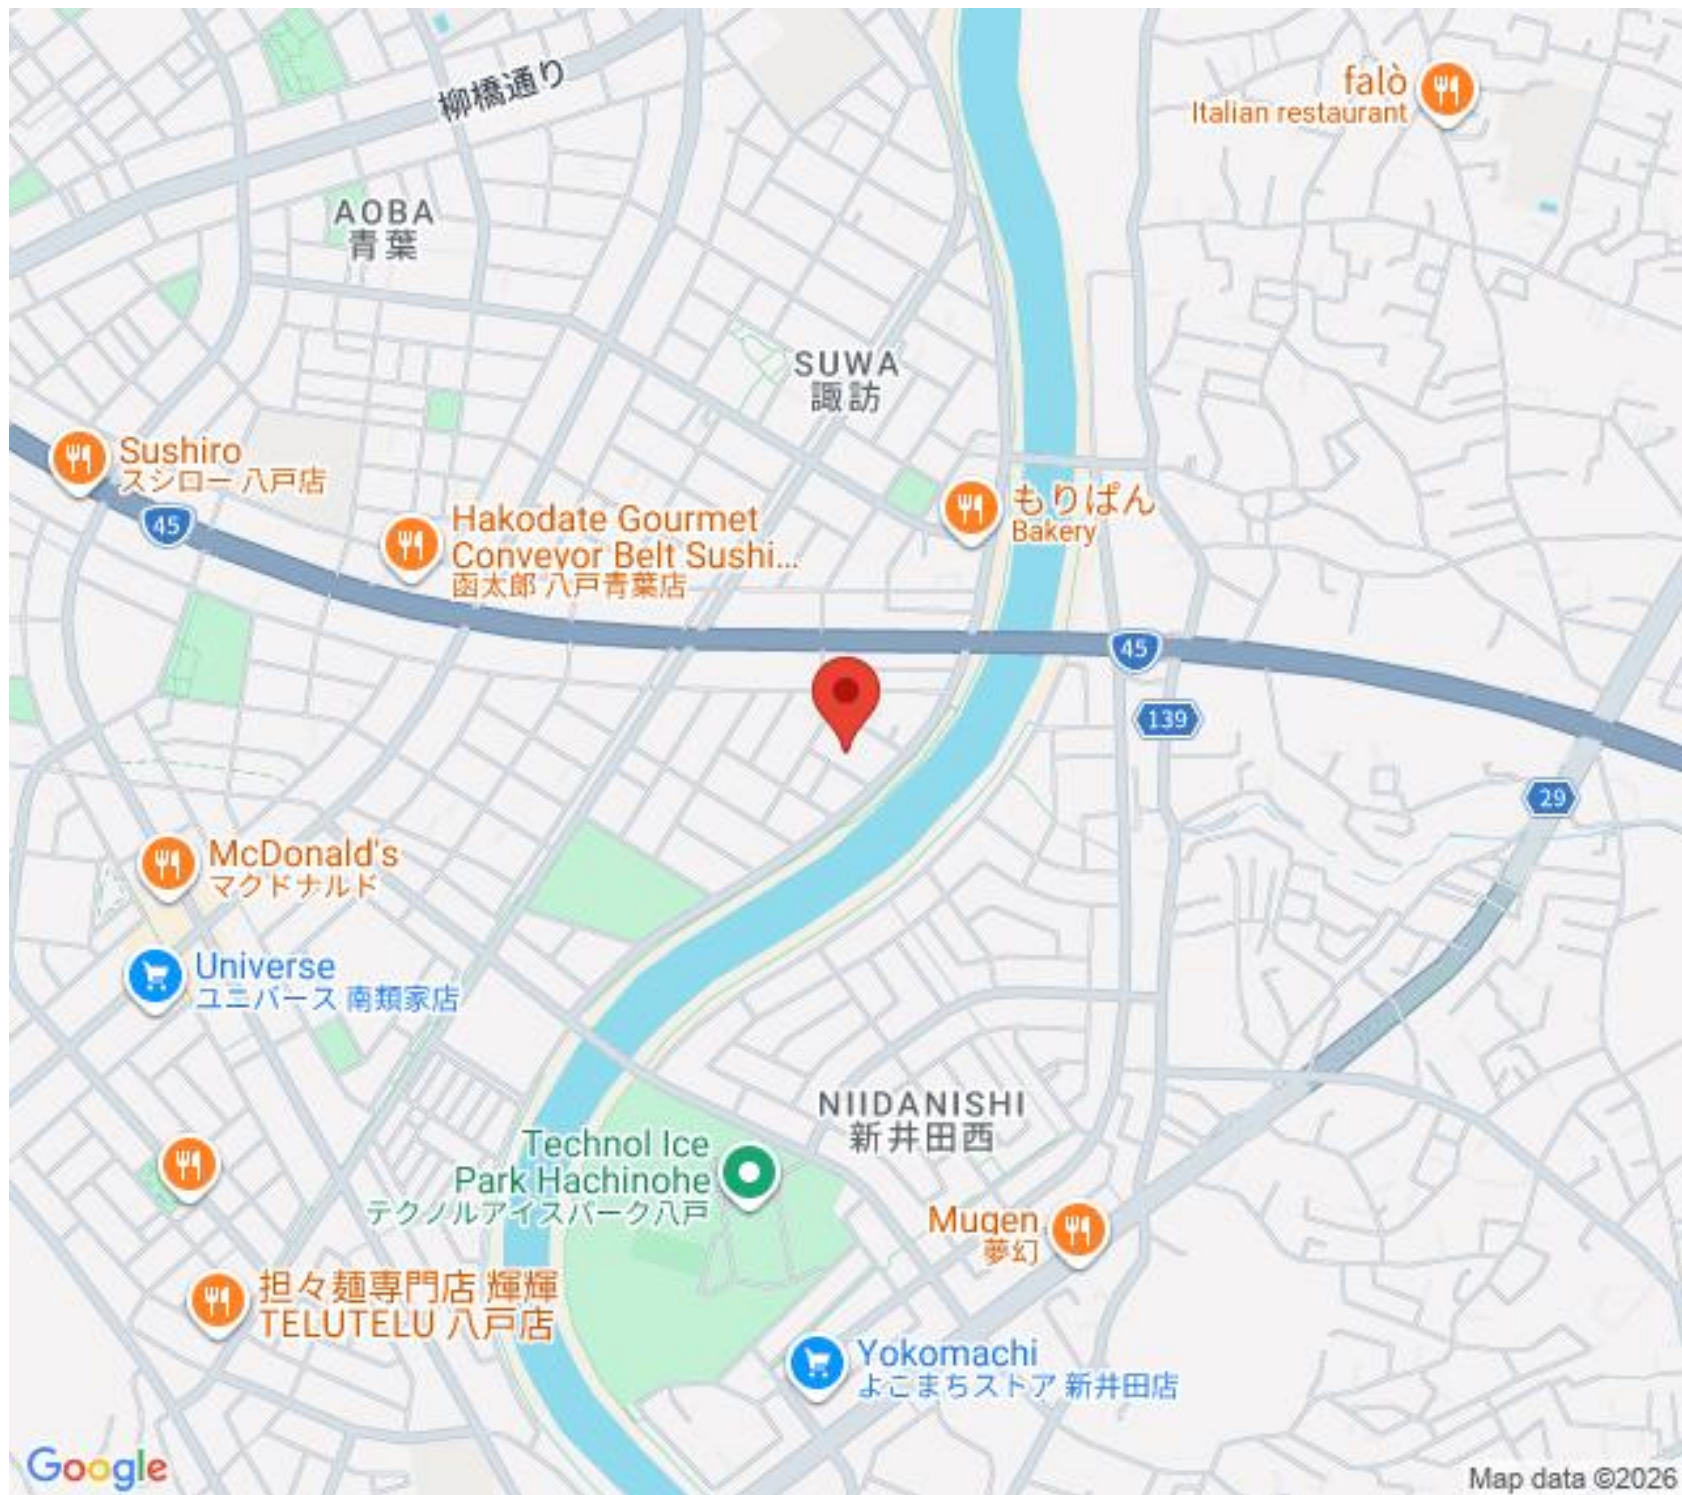 柳橋通り
falò
Italian restaurant
AOBA
青葉
SUWA
諏訪
Sushiro
スシロー 八戸店
45
Hakodate Gourmet
Conveyor Belt Sushi...
函太郎 八戸青葉店
もりぱん
Bakery
45
139
29
McDonald's
マクドナルド
Universe
ユニバース 南類家店
NIIDANISHI
新井田西
Technol Ice
Park Hachinohe
テクノルアイスパーク八戸
Mugen
夢幻
担々麺専門店 輝輝
TELUTELU 八戸店
Yokomachi
よこまちストア 新井田店
Google
Map data ©2026